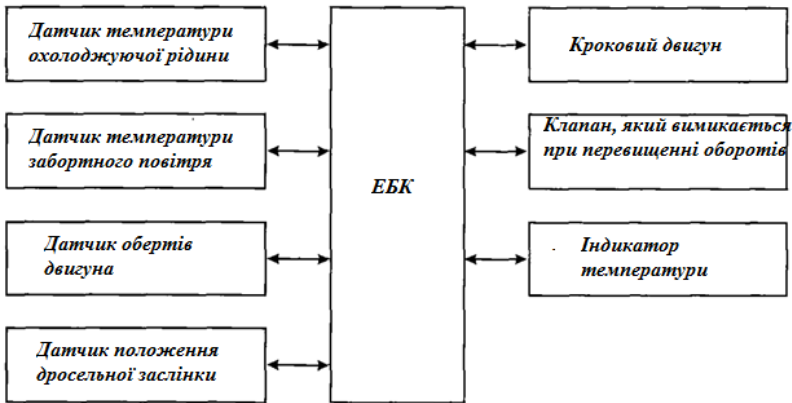 Датчик температури
охолоджуючої рідини
Датчик температури
забортного повітря
Датчик обертів
двигуна
Датчик положення
дросельної заслінки
ЕБК
Кроковий двигун
Клапан, який вимикається
при перевищенні оборотів
Індикатор
температури